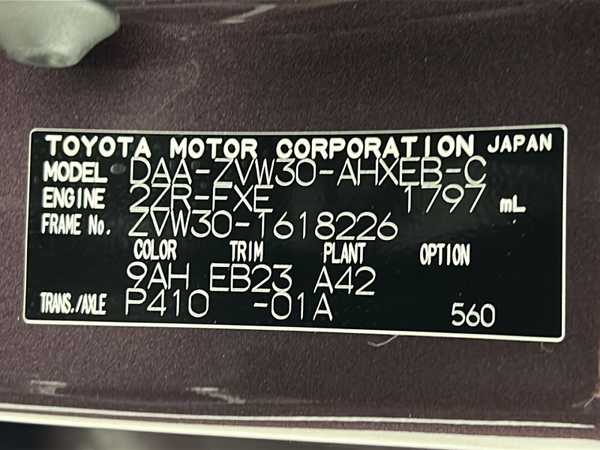 TOYOTA MOTOR CORPORATION JAPAN
MODEL DAA-ZVW30-AHXEB-C
ENGINE 2ZR-FXE 1797 mL
FRAME No. ZVW30-1618226
COLOR TRIM PLANT OPTION
9AH EB23 A42
TRANS./AXLE P410 -01A 560